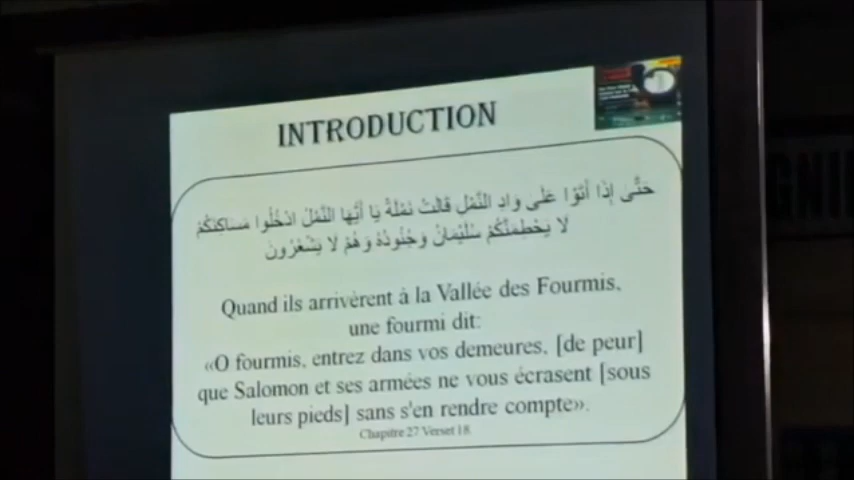 INTRODUCTION
حَتَّىٰ إِذَا أَتَوْا عَلَىٰ وَادِ النَّمْلِ قَالَتْ نَمْلَةٌ يَا أَيُّهَا النَّمْلُ ادْخُلُوا مَسَاكِنَكُمْ
لَا يَحْطِمَنَّكُمْ سُلَيْمَانُ وَجُنُودُهُ وَهُمْ لَا يَشْعُرُونَ
Quand ils arrivèrent à la Vallée des Fourmis,
une fourmi dit:
«O fourmis, entrez dans vos demeures, [de peur]
que Salomon et ses armées ne vous écrasent [sous
leurs pieds] sans s'en rendre compte».
Chapitre 27 Verset 18